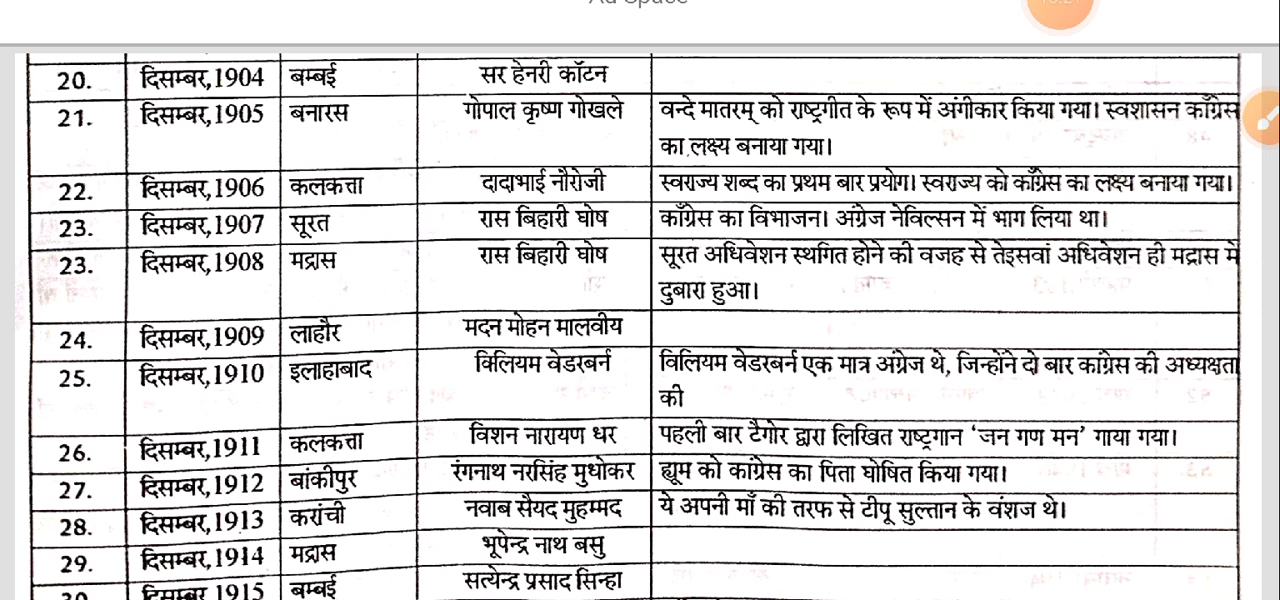 Ad Space
20. दिसम्बर,1904 बम्बई सर हेनरी कॉटन
21. दिसम्बर,1905 बनारस गोपाल कृष्ण गोखले वन्दे मातरम् को राष्ट्रगीत के रूप में अंगीकार किया गया। स्वशासन काँग्रेस
का लक्ष्य बनाया गया।
22. दिसम्बर,1906 कलकत्ता दादाभाई नौरोजी स्वराज्य शब्द का प्रथम बार प्रयोग। स्वराज्य को काँग्रेस का लक्ष्य बनाया गया।
23. दिसम्बर,1907 सूरत रास बिहारी घोष काँग्रेस का विभाजन। अंग्रेज नेविल्सन में भाग लिया था।
23. दिसम्बर,1908 मद्रास रास बिहारी घोष सूरत अधिवेशन स्थगित होने की वजह से तेइसवां अधिवेशन ही मद्रास में
दुबारा हुआ।
24. दिसम्बर,1909 लाहौर मदन मोहन मालवीय
25. दिसम्बर,1910 इलाहाबाद विलियम वेडरबर्न विलियम वेडरबर्न एक मात्र अंग्रेज थे, जिन्होंने दो बार कांग्रेस की अध्यक्षता
की
26. दिसम्बर,1911 कलकत्ता विशन नारायण धर पहली बार टैगोर द्वारा लिखित राष्ट्रगान ‘जन गण मन’ गाया गया।
27. दिसम्बर,1912 बांकीपुर रंगनाथ नरसिंह मुधोकर ह्यूम को कांग्रेस का पिता घोषित किया गया।
28. दिसम्बर,1913 करांची नवाब सैयद मुहम्मद ये अपनी माँ की तरफ से टीपू सुल्तान के वंशज थे।
29. दिसम्बर,1914 मद्रास भूपेन्द्र नाथ बसु
30. दिसम्बर 1915 बम्बई सत्येन्द्र प्रसाद सिन्हा